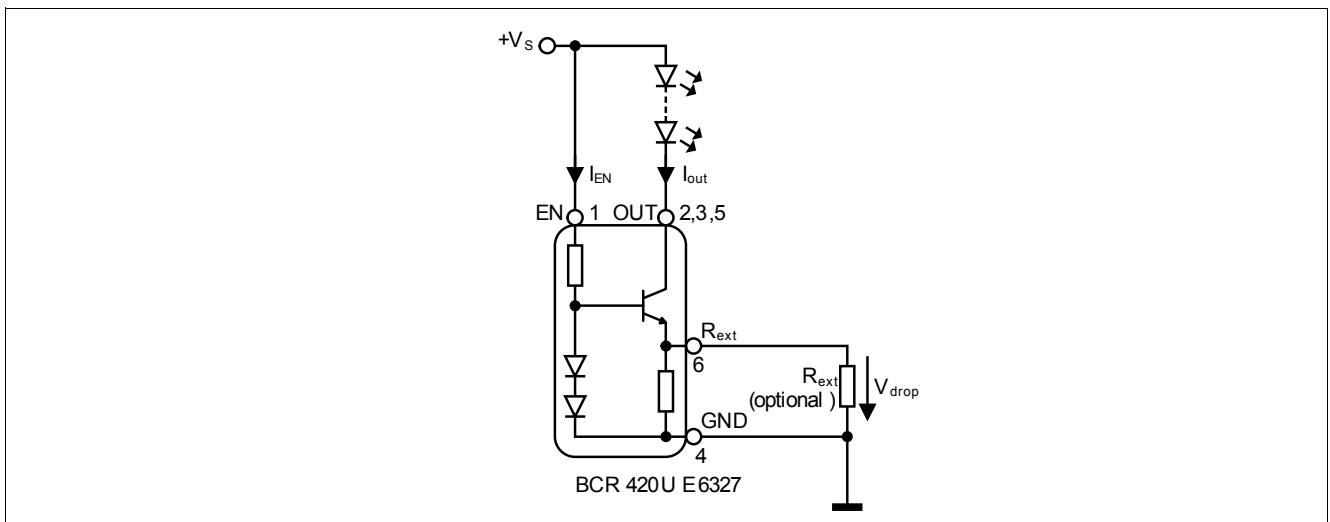 +VS
IEN
Iout
EN 1 OUT 2,3,5
Rext
6
Rext
(optional )
Vdrop
GND
4
BCR 420U E6327